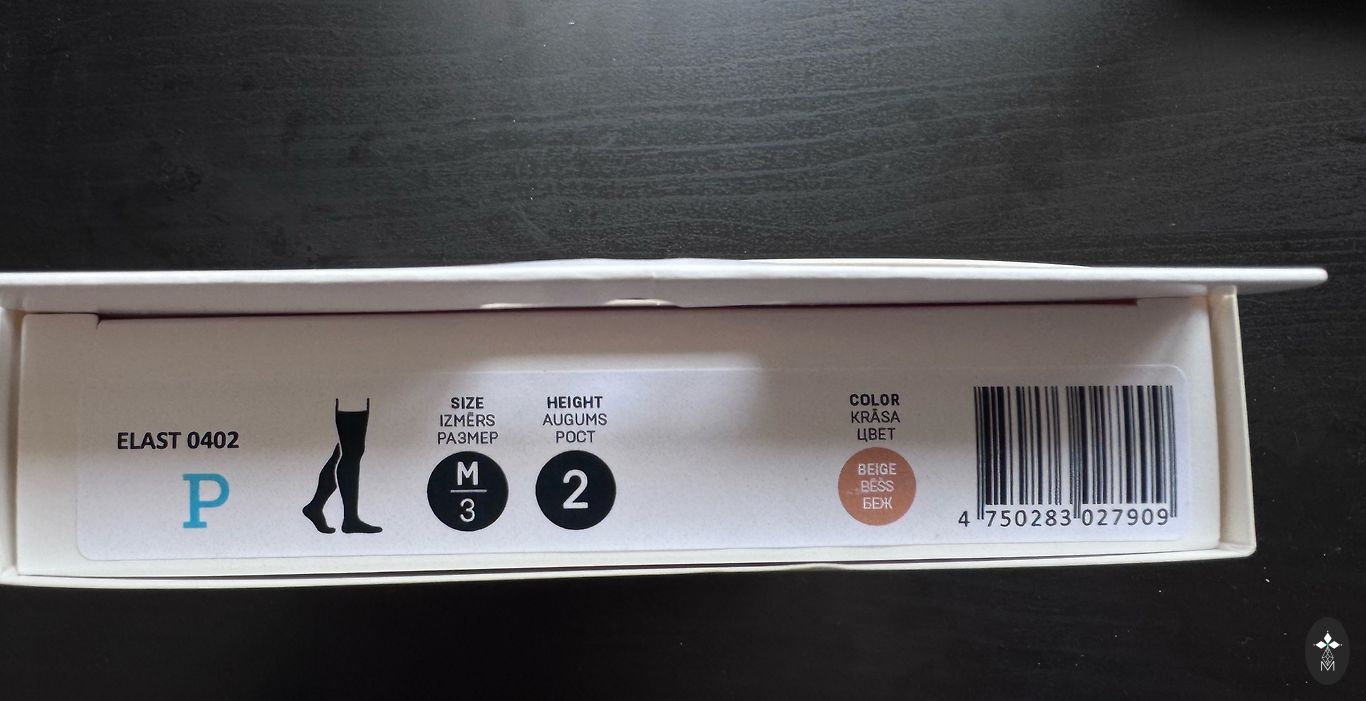 ELAST 0402
P
SIZE
IZMĒRS
РАЗМЕР
M
3
HEIGHT
AUGUMS
РОСТ
2
COLOR
KRĀSA
ЦВЕТ
BEIGE
BĒŠS
БЕЖ
4 750283 027909
M